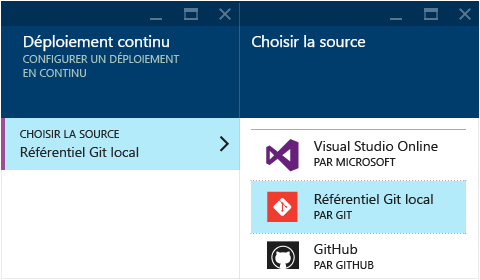 Déploiement continu
CONFIGURER UN DÉPLOIEMENT
EN CONTINU
CHOISIR LA SOURCE
Référentiel Git local
Choisir la source
Visual Studio Online
PAR MICROSOFT
Référentiel Git local
PAR GIT
GitHub
PAR GITHUB